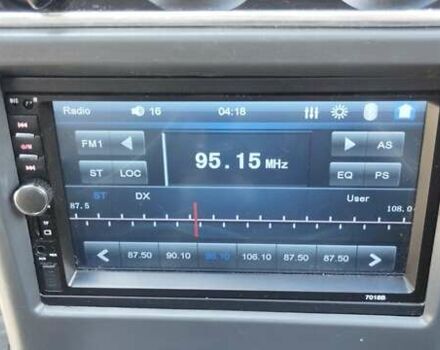 Radio 16 04:18
FM1 AS
95.15 MHz
ST LOC EQ PS
ST DX User
87.5 108.0
87.50 90.10 106.10 87.50 87.50
7018B